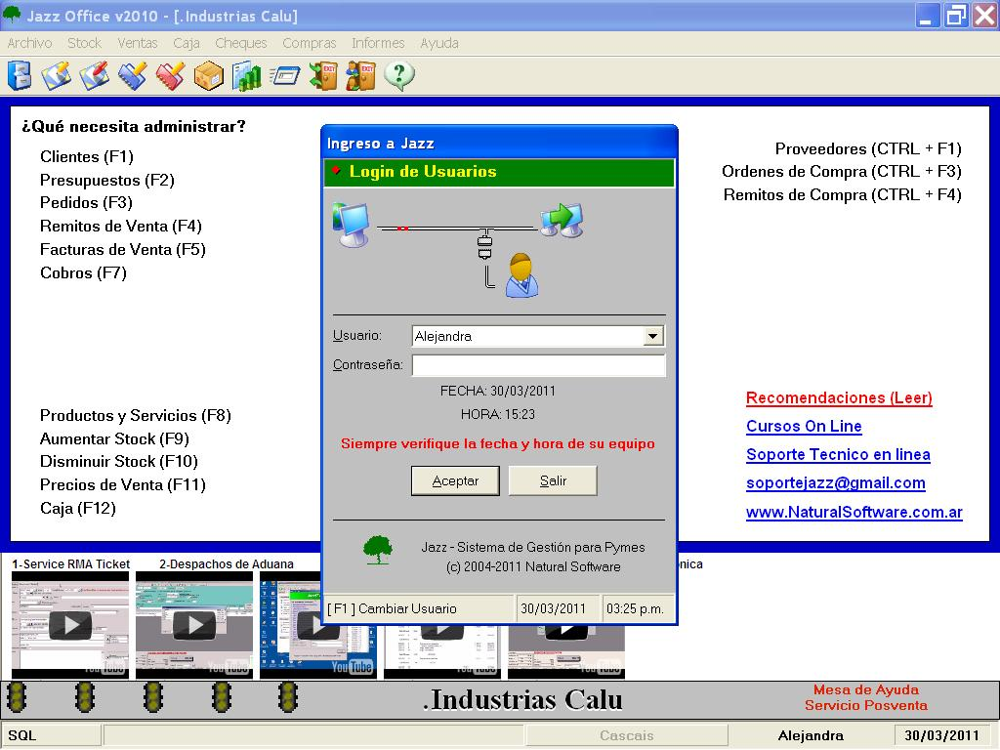 Jazz Office v2010 - [.Industrias Calu]
Archivo Stock Ventas Caja Cheques Compras Informes Ayuda
EXIT EXIT ?
¿Qué necesita administrar?
Clientes (F1)
Presupuestos (F2)
Pedidos (F3)
Remitos de Venta (F4)
Facturas de Venta (F5)
Cobros (F7)
Productos y Servicios (F8)
Aumentar Stock (F9)
Disminuir Stock (F10)
Precios de Venta (F11)
Caja (F12)
Ingreso a Jazz
Login de Usuarios
Usuario: Alejandra
Contraseña:
FECHA: 30/03/2011
HORA: 15:23
Siempre verifique la fecha y hora de su equipo
Aceptar Salir
Jazz - Sistema de Gestión para Pymes
(c) 2004-2011 Natural Software
[ F1 ] Cambiar Usuario 30/03/2011 03:25 p.m.
Proveedores (CTRL + F1)
Ordenes de Compra (CTRL + F3)
Remitos de Compra (CTRL + F4)
Recomendaciones (Leer)
Cursos On Line
Soporte Tecnico en linea
soportejazz@gmail.com
www.NaturalSoftware.com.ar
1-Service RMA Ticket 2-Despachos de Aduana
YouTube YouTube YouTube YouTube YouTube
.Industrias Calu
Mesa de Ayuda
Servicio Posventa
SQL Cascais Alejandra 30/03/2011